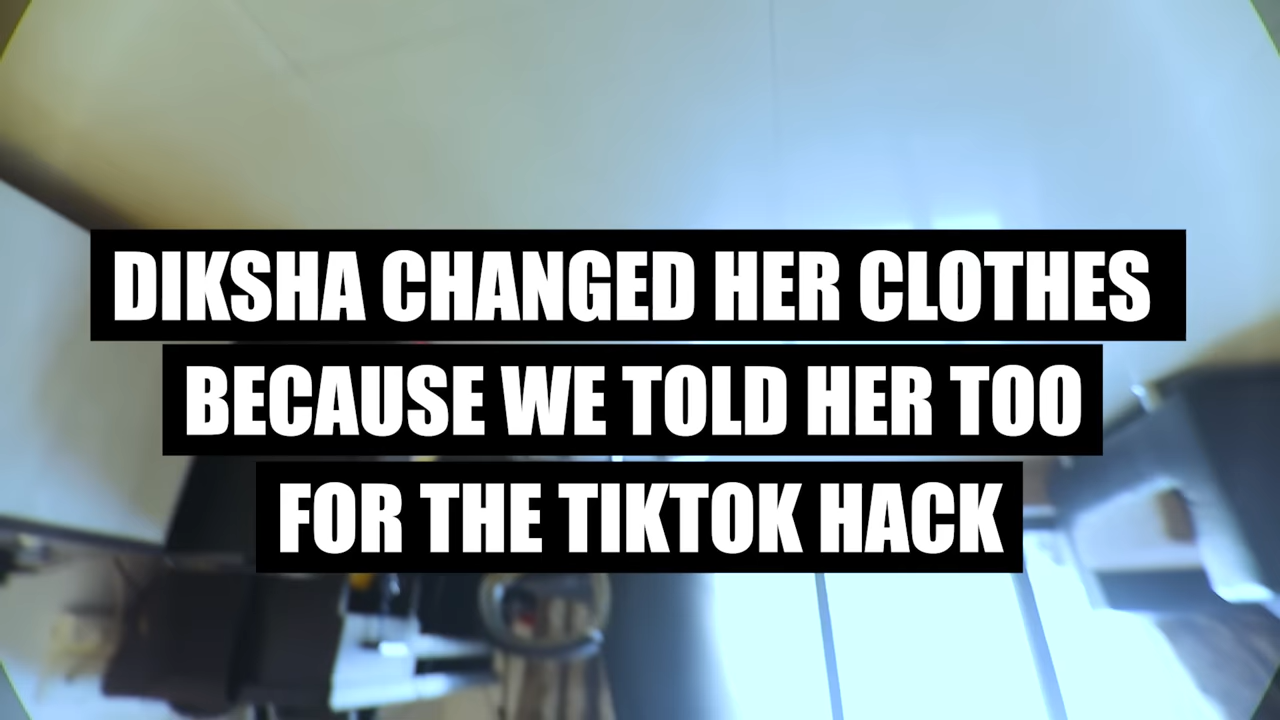 DIKSHA CHANGED HER CLOTHES
BECAUSE WE TOLD HER TOO
FOR THE TIKTOK HACK